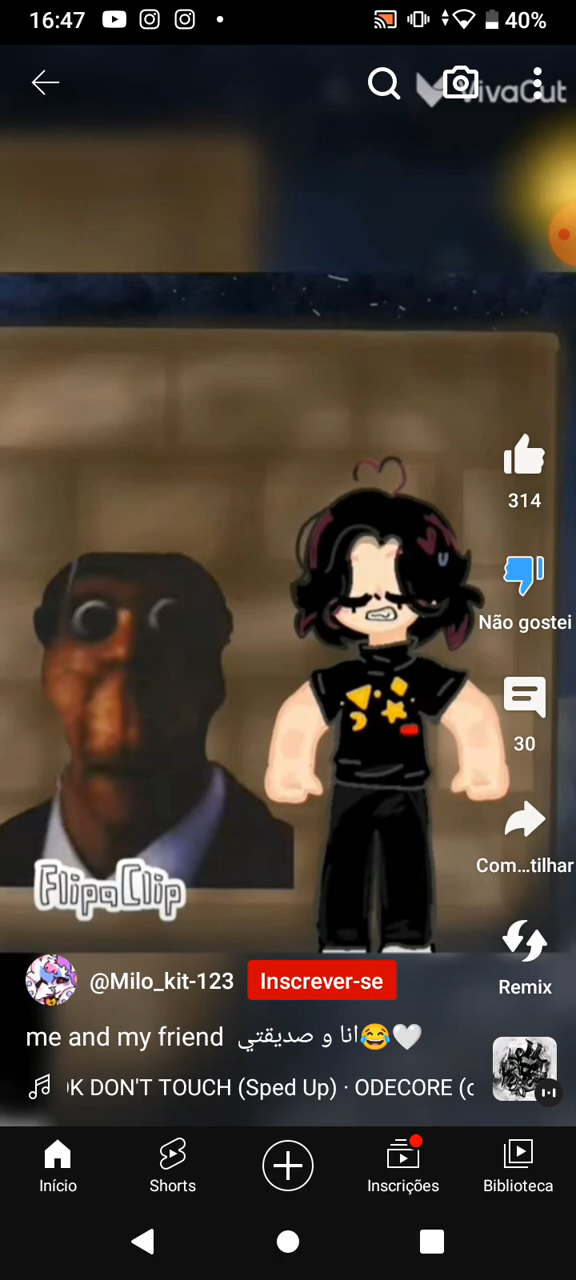 16:47
40%
VivaCut
314
Não gostei
30
Com...tilhar
FlipaClip
@Milo_kit-123
Inscrever-se
Remix
me and my friend انا و صديقتي😂🤍
K DON'T TOUCH (Sped Up) · ODECORE (c
Início
Shorts
Inscrições
Biblioteca